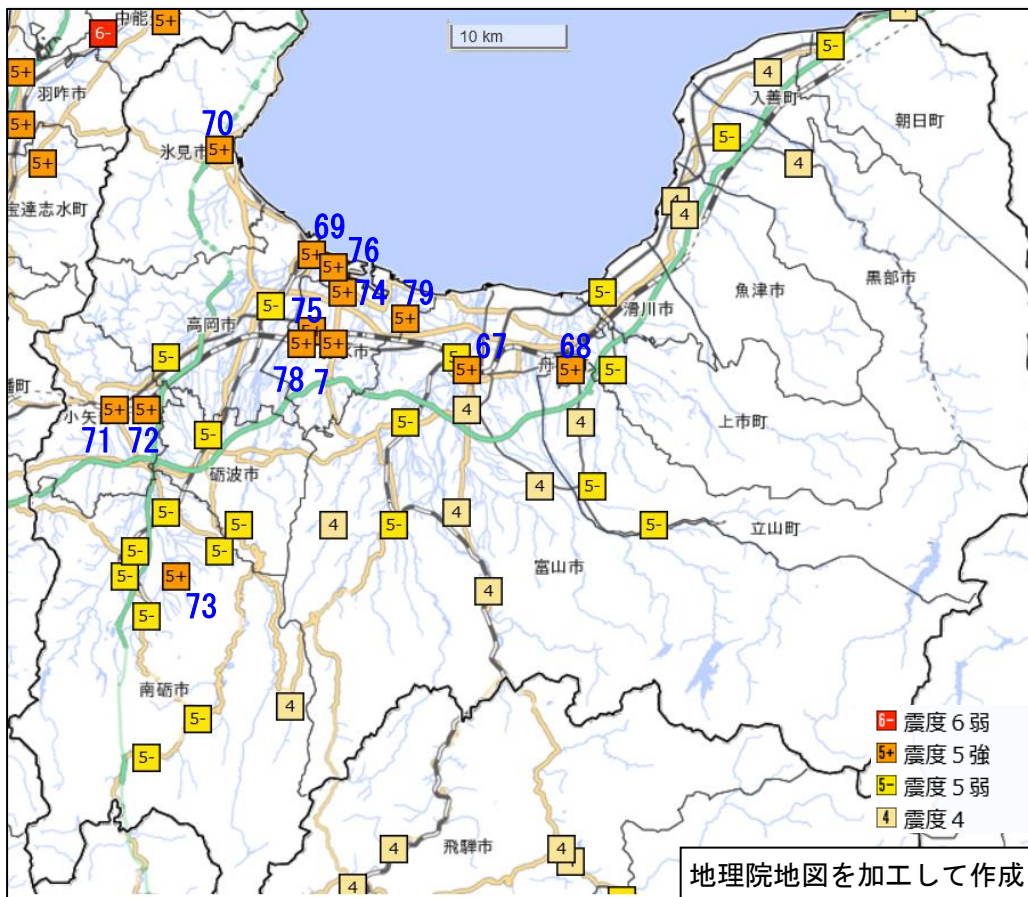 中能
5+
6-
4
5-
10 km
5+
羽咋市
4
入善町
朝日町
5+
70
5-
5+
氷見市
5+
4
宝達志水町
4
4
69
76
5+
5+
黒部市
5+
74
79
5-
魚津市
5-
75
滑川市
高岡市
5+
5+
5+
5+
水市
67
68
5-
5-
5+
舟
5+
5-
78
7
幡町
小矢
5+
5+
4
71
72
5-
5-
4
上市町
砺波市
4
5-
5-
4
5-
4
5-
5-
立山町
5-
5-
5-
5+
富山市
73
4
5-
南砺市
4
5-
5-
6- 震度6弱
5+ 震度5強
5- 震度5弱
4 震度4
飛騨市
4
4
4
4
地理院地図を加工して作成